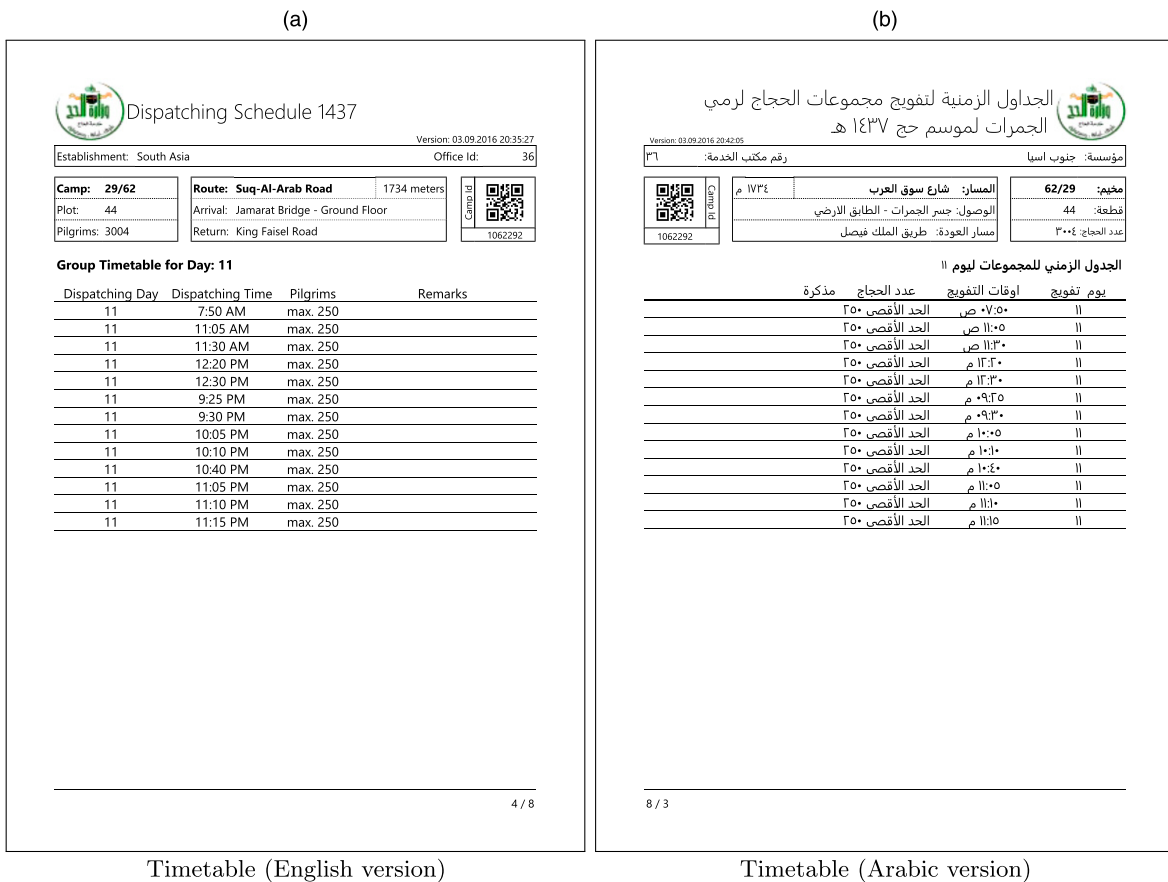 (a)
Dispatching Schedule 1437
Version: 03.09.2016 20:35:27
Establishment: South Asia Office Id: 36
Camp: 29/62
Plot: 44
Pilgrims: 3004
Route: Suq-Al-Arab Road 1734 meters
Arrival: Jamarat Bridge - Ground Floor
Return: King Faisel Road
Camp Id
1062292
Group Timetable for Day: 11
Dispatching Day Dispatching Time Pilgrims Remarks
11 7:50 AM max. 250
11 11:05 AM max. 250
11 11:30 AM max. 250
11 12:20 PM max. 250
11 12:30 PM max. 250
11 9:25 PM max. 250
11 9:30 PM max. 250
11 10:05 PM max. 250
11 10:10 PM max. 250
11 10:40 PM max. 250
11 11:05 PM max. 250
11 11:10 PM max. 250
11 11:15 PM max. 250
4 / 8
Timetable (English version)
(b)
وزارة الحج
الجداول الزمنية لتفويج مجموعات الحجاج لرمي
الجمرات لموسم حج ١٤٣٧ هـ
Version: 03.09.2016 20:42:05
مؤسسة: جنوب اسيا رقم مكتب الخدمة: ٣٦
مخيم: 62/29
قطعة: 44
عدد الحجاج: ٣٠٠٤
المسار: شارع سوق العرب ١٧٣٤ م
الوصول: جسر الجمرات - الطابق الارضي
مسار العودة: طريق الملك فيصل
Camp Id
1062292
الجدول الزمني للمجموعات ليوم ١١
يوم تفويج اوقات التفويج عدد الحجاج مذكرة
١١ ٠٧:٥٠ ص الحد الأقصى ٢٥٠
١١ ١١:٠٥ ص الحد الأقصى ٢٥٠
١١ ١١:٣٠ ص الحد الأقصى ٢٥٠
١١ ١٢:٢٠ م الحد الأقصى ٢٥٠
١١ ١٢:٣٠ م الحد الأقصى ٢٥٠
١١ ٠٩:٢٥ م الحد الأقصى ٢٥٠
١١ ٠٩:٣٠ م الحد الأقصى ٢٥٠
١١ ١٠:٠٥ م الحد الأقصى ٢٥٠
١١ ١٠:١٠ م الحد الأقصى ٢٥٠
١١ ١٠:٤٠ م الحد الأقصى ٢٥٠
١١ ١١:٠٥ م الحد الأقصى ٢٥٠
١١ ١١:١٠ م الحد الأقصى ٢٥٠
١١ ١١:١٥ م الحد الأقصى ٢٥٠
8 / 3
Timetable (Arabic version)